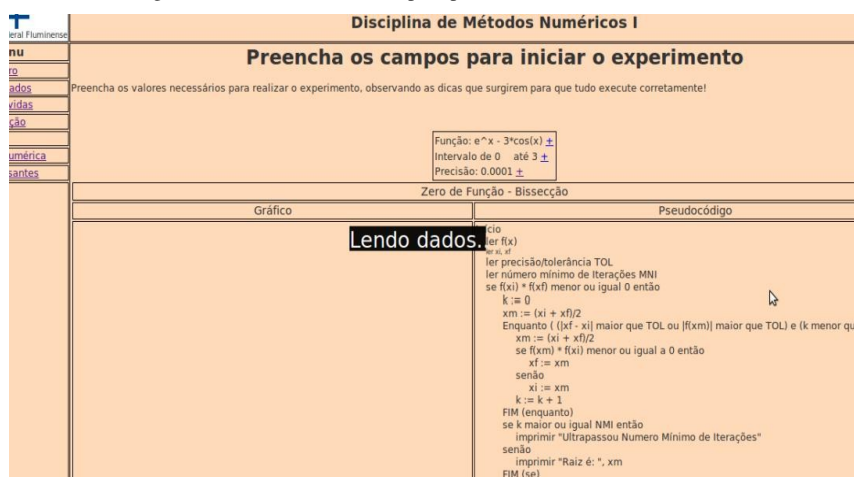 Disciplina de Métodos Numéricos I
eral Fluminense
nu
ro
ados
vidas
ção
umérica
santes
Preencha os campos para iniciar o experimento
Preencha os valores necessários para realizar o experimento, observando as dicas que surgirem para que tudo execute corretamente!
Função: e^x - 3*cos(x) +
Intervalo de 0 até 3 +
Precisão: 0.0001 +
Zero de Função - Bissecção
Gráfico
Pseudocódigo
Lendo dados.
ício
ler f(x)
ler xi, xf
ler precisão/tolerância TOL
ler número mínimo de Iterações MNI
se f(xi) * f(xf) menor ou igual 0 então
k := 0
xm := (xi + xf)/2
Enquanto ( (|xf - xi| maior que TOL ou |f(xm)| maior que TOL) e (k menor qu
xm := (xi + xf)/2
se f(xm) * f(xi) menor ou igual a 0 então
xf := xm
senão
xi := xm
k := k + 1
FIM (enquanto)
se k maior ou igual NMI então
imprimir "Ultrapassou Numero Mínimo de Iterações"
senão
imprimir "Raiz é: ", xm
FIM (se)